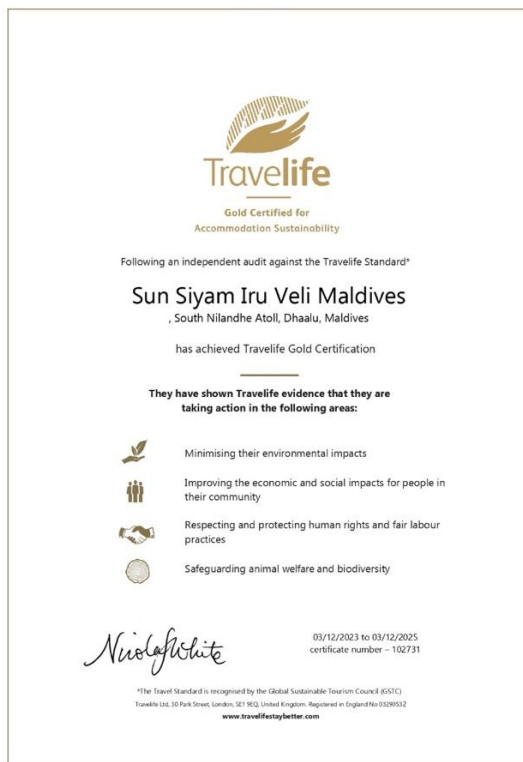 Travelife
Gold Certified for
Accommodation Sustainability
Following an independent audit against the Travelife Standard*
Sun Siyam Iru Veli Maldives
, South Nilandhe Atoll, Dhaalu, Maldives
has achieved Travelife Gold Certification
They have shown Travelife evidence that they are
taking action in the following areas:
Minimising their environmental impacts
Improving the economic and social impacts for people in
their community
Respecting and protecting human rights and fair labour
practices
Safeguarding animal welfare and biodiversity
03/12/2023 to 03/12/2025
certificate number – 102731
*The Travel Standard is recognised by the Global Sustainable Tourism Council (GSTC)
Travelife Ltd, 30 Park Street, London, SE1 9EQ, United Kingdom. Registered in England No 
www.travelifestaybetter.com